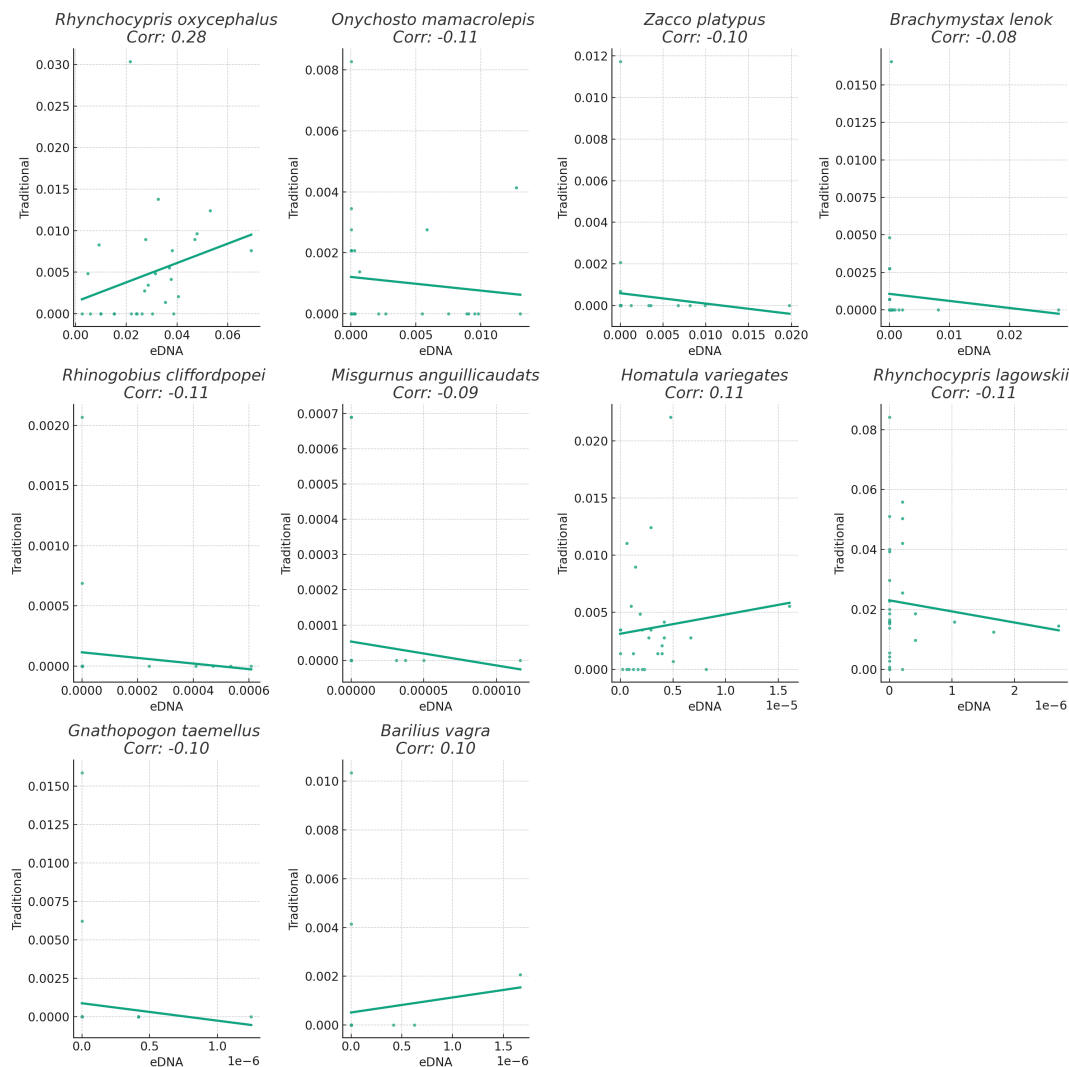 Rhynchocypris oxycephalus
Corr: 0.28
0.030
0.025
0.020
0.015
0.010
0.005
0.000
Traditional
0.00
0.02
0.04
0.06
eDNA
Onychosto mamacrolepis
Corr: -0.11
0.008
0.006
0.004
0.002
0.000
Traditional
0.000
0.005
0.010
eDNA
Zacco platypus
Corr: -0.10
0.012
0.010
0.008
0.006
0.004
0.002
0.000
Traditional
0.000
0.005
0.010
0.015
0.020
eDNA
Brachymystax lenok
Corr: -0.08
0.0150
0.0125
0.0100
0.0075
0.0050
0.0025
0.0000
Traditional
0.00
0.01
0.02
eDNA
Rhinogobius cliffordpopei
Corr: -0.11
0.0020
0.0015
0.0010
0.0005
0.0000
Traditional
0.0000
0.0002
0.0004
0.0006
eDNA
Misgurnus anguillicaudats
Corr: -0.09
0.0007
0.0006
0.0005
0.0004
0.0003
0.0002
0.0001
0.0000
Traditional
0.00000
0.00005
0.00010
eDNA
Homatula variegates
Corr: 0.11
0.020
0.015
0.010
0.005
0.000
Traditional
0.0
0.5
1.0
1.5
1e−5
eDNA
Rhynchocypris lagowskii
Corr: -0.11
0.08
0.06
0.04
0.02
0.00
Traditional
0
1
2
1e−6
eDNA
Gnathopogon taemellus
Corr: -0.10
0.0150
0.0125
0.0100
0.0075
0.0050
0.0025
0.0000
Traditional
0.0
0.5
1.0
1e−6
eDNA
Barilius vagra
Corr: 0.10
0.010
0.008
0.006
0.004
0.002
0.000
Traditional
0.0
0.5
1.0
1.5
1e−6
eDNA